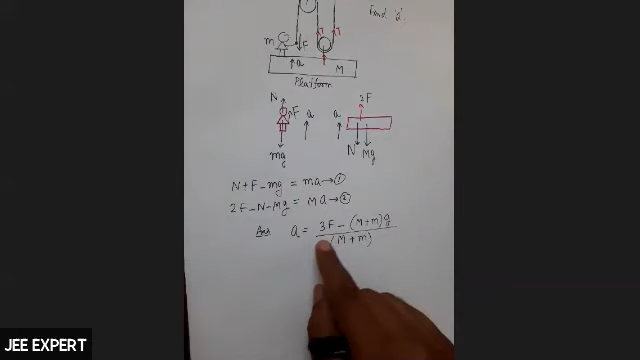 Find 'a'
T T
m F
↑a M
Platform
N F a a 2F
mg N Mg
N+F-mg = ma→①
2F-N-Mg = Ma→②
Ans a = 3F-(M+m)g / (M+m)
JEE EXPERT